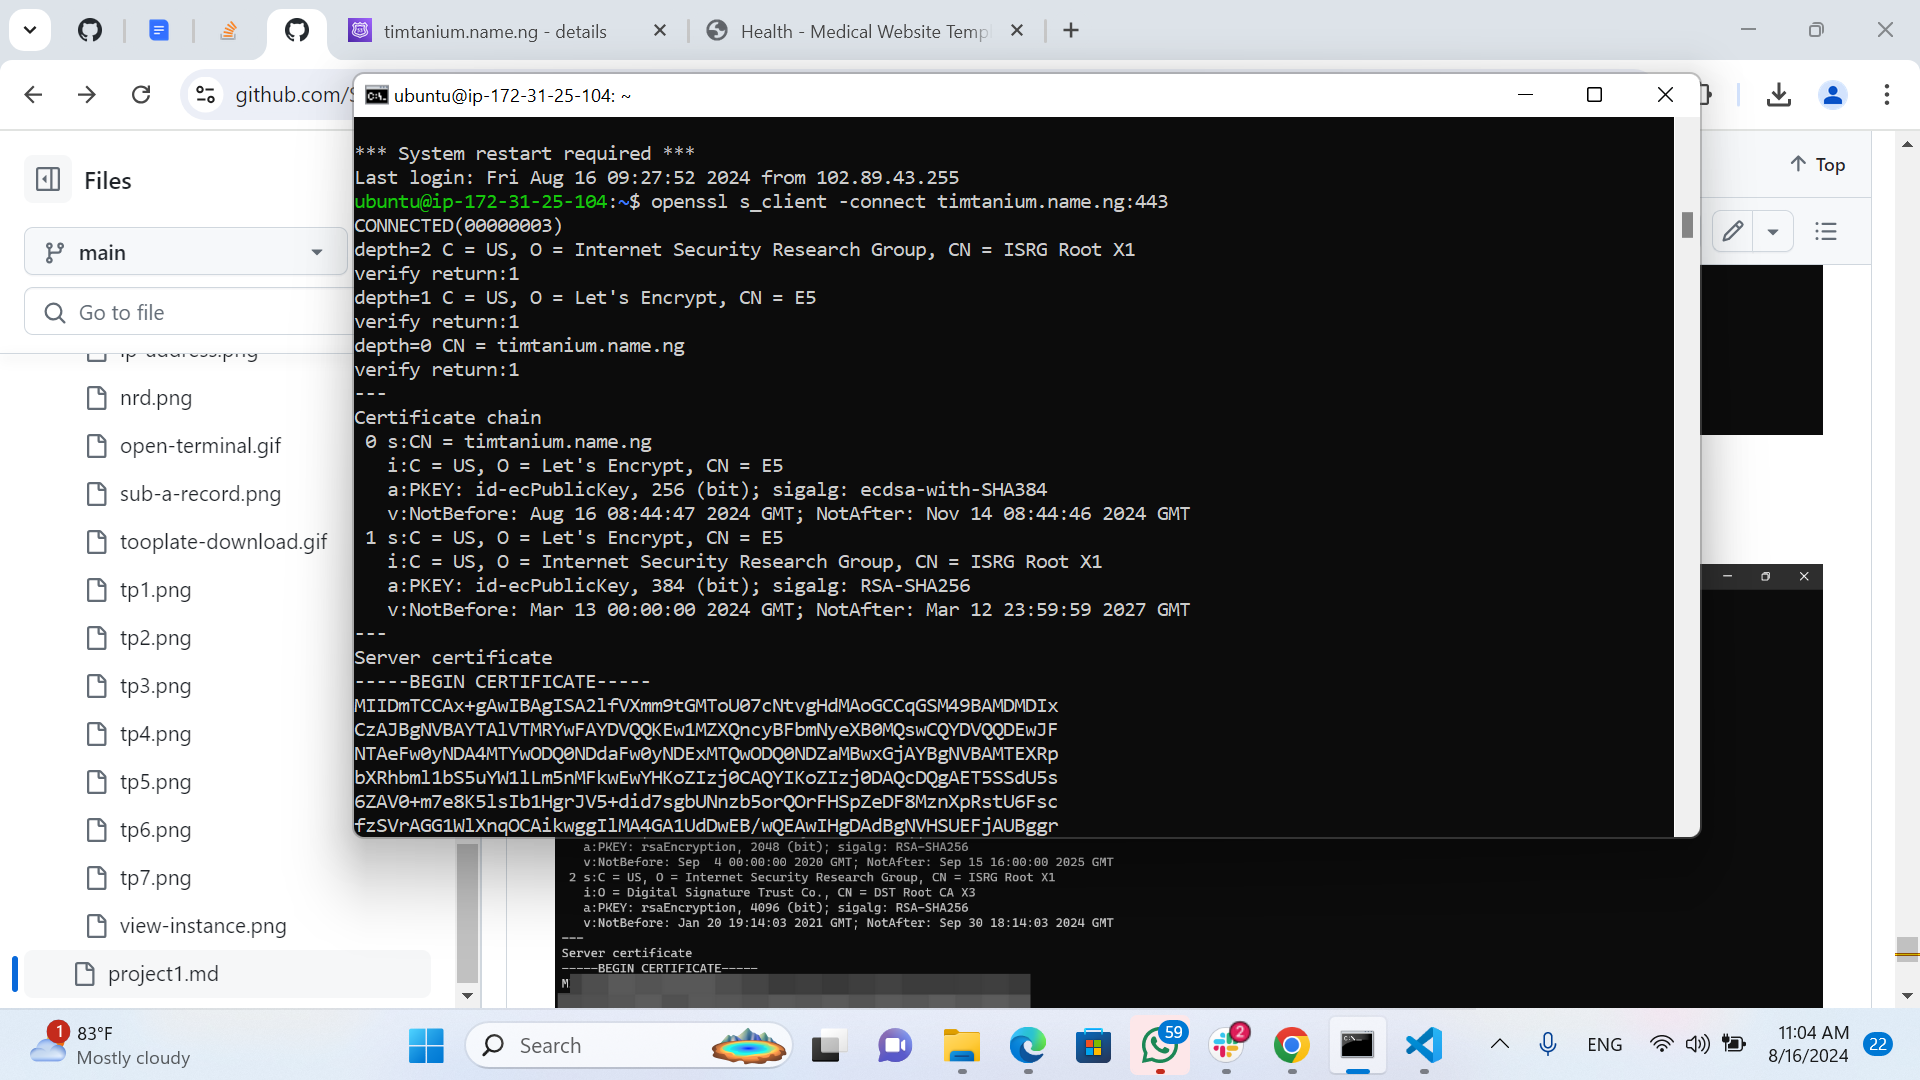 timtanium.name.ng - details
Health - Medical Website Temp
github.com/S
ubuntu@ip-172-31-25-104: ~
*** System restart required ***
Last login: Fri Aug 16 09:27:52 2024 from 102.89.43.255
ubuntu@ip-172-31-25-104:~$ openssl s_client -connect timtanium.name.ng:443
CONNECTED(00000003)
depth=2 C = US, O = Internet Security Research Group, CN = ISRG Root X1
verify return:1
depth=1 C = US, O = Let's Encrypt, CN = E5
verify return:1
depth=0 CN = timtanium.name.ng
verify return:1
---
Certificate chain
 0 s:CN = timtanium.name.ng
   i:C = US, O = Let's Encrypt, CN = E5
   a:PKEY: id-ecPublicKey, 256 (bit); sigalg: ecdsa-with-SHA384
   v:NotBefore: Aug 16 08:44:47 2024 GMT; NotAfter: Nov 14 08:44:46 2024 GMT
 1 s:C = US, O = Let's Encrypt, CN = E5
   i:C = US, O = Internet Security Research Group, CN = ISRG Root X1
   a:PKEY: id-ecPublicKey, 384 (bit); sigalg: RSA-SHA256
   v:NotBefore: Mar 13 00:00:00 2024 GMT; NotAfter: Mar 12 23:59:59 2027 GMT
---
Server certificate
-----BEGIN CERTIFICATE-----
MIIDmTCCAx+gAwIBAgISA2lfVXmm9tGMToU07cNtvgHdMAoGCCqGSM49BAMDMDIx
CzAJBgNVBAYTAlVTMRYwFAYDVQQKEw1MZXQncyBFbmNyeXB0MQswCQYDVQQDEwJF
NTAeFw0yNDA4MTYwODQ0NDdaFw0yNDExMTQwODQ0NDZaMBwxGjAYBgNVBAMTEXRp
bXRhbml1bS5uYW1lLm5nMFkwEwYHKoZIzj0CAQYIKoZIzj0DAQcDQgAET5SSdU5s
6ZAV0+m7e8K5lsIb1HgrJV5+did7sgbUNnzb5orQOrFHSpZeDF8MznXpRstU6Fsc
fzSVrAGG1WlXnqOCAikwggIlMA4GA1UdDwEB/wQEAwIHgDAdBgNVHSUEFjAUBggr
Files
main
Go to file
ip-address.png
nrd.png
open-terminal.gif
sub-a-record.png
tooplate-download.gif
tp1.png
tp2.png
tp3.png
tp4.png
tp5.png
tp6.png
tp7.png
view-instance.png
project1.md
Top
a:PKEY: rsaEncryption, 2048 (bit); sigalg: RSA-SHA256
v:NotBefore: Sep  4 00:00:00 2020 GMT; NotAfter: Sep 15 16:00:00 2025 GMT
2 s:C = US, O = Internet Security Research Group, CN = ISRG Root X1
i:O = Digital Signature Trust Co., CN = DST Root CA X3
a:PKEY: rsaEncryption, 4096 (bit); sigalg: RSA-SHA256
v:NotBefore: Jan 20 19:14:03 2021 GMT; NotAfter: Sep 30 18:14:03 2024 GMT
---
Server certificate
-----BEGIN CERTIFICATE-----
M
1
83°F
Mostly cloudy
Search
59
2
ENG
11:04 AM
8/16/2024
22